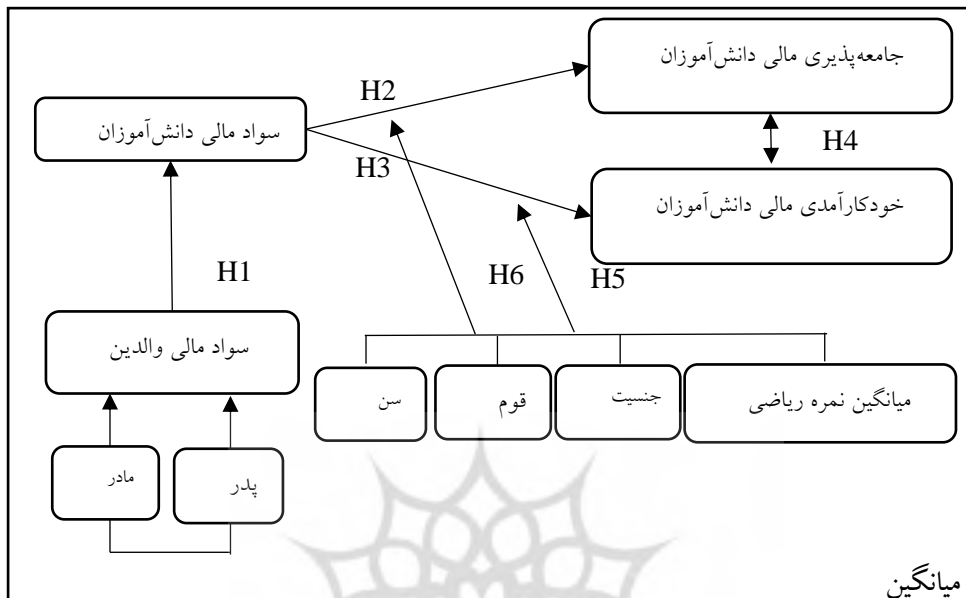 جامعه‌پذیری مالی دانش‌آموزان
H2
سواد مالی دانش‌آموزان
H4
H3
خودکارآمدی مالی دانش‌آموزان
H1
H6
H5
سواد مالی والدین
میانگین نمره ریاضی
جنسیت
قوم
سن
پدر
مادر
میانگین